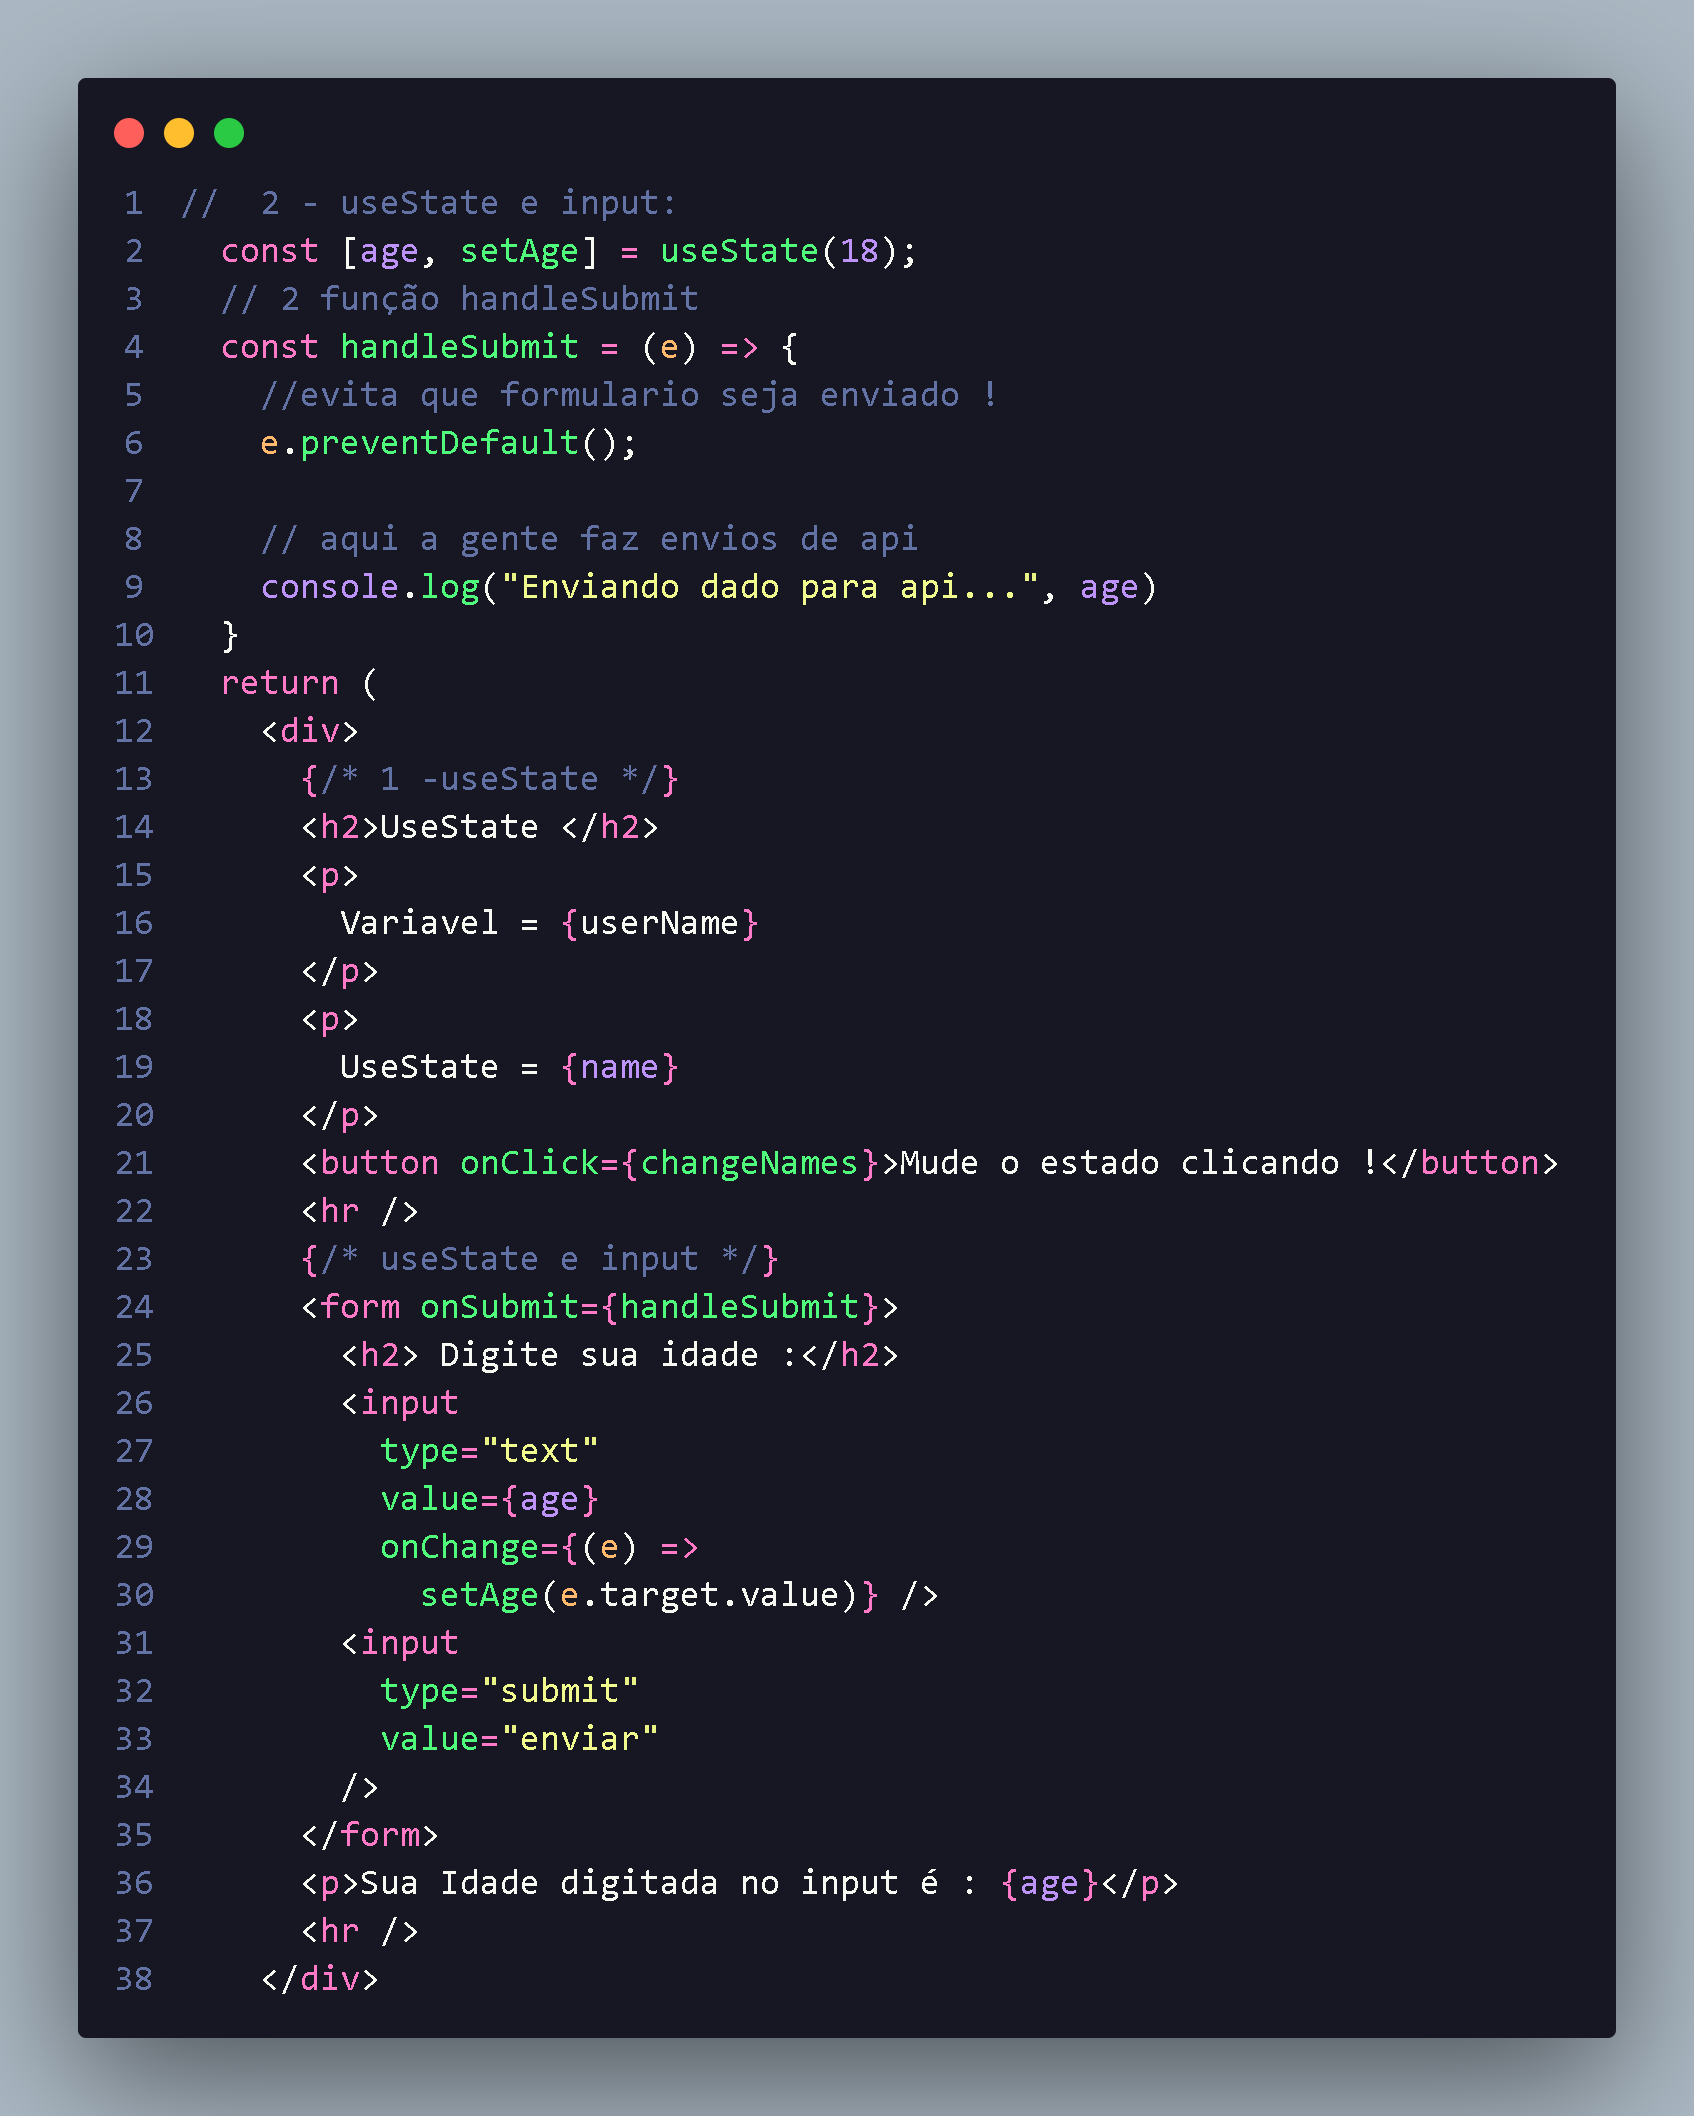 1 //  2 - useState e input:
2   const [age, setAge] = useState(18);
3   // 2 função handleSubmit
4   const handleSubmit = (e) => {
5     //evita que formulario seja enviado !
6     e.preventDefault();
7
8     // aqui a gente faz envios de api
9     console.log("Enviando dado para api...", age)
10   }
11   return (
12     <div>
13       {/* 1 -useState */}
14       <h2>UseState </h2>
15       <p>
16         Variavel = {userName}
17       </p>
18       <p>
19         UseState = {name}
20       </p>
21       <button onClick={changeNames}>Mude o estado clicando !</button>
22       <hr />
23       {/* useState e input */}
24       <form onSubmit={handleSubmit}>
25         <h2> Digite sua idade :</h2>
26         <input
27           type="text"
28           value={age}
29           onChange={(e) =>
30             setAge(e.target.value)} />
31         <input
32           type="submit"
33           value="enviar"
34         />
35       </form>
36       <p>Sua Idade digitada no input é : {age}</p>
37       <hr />
38     </div>